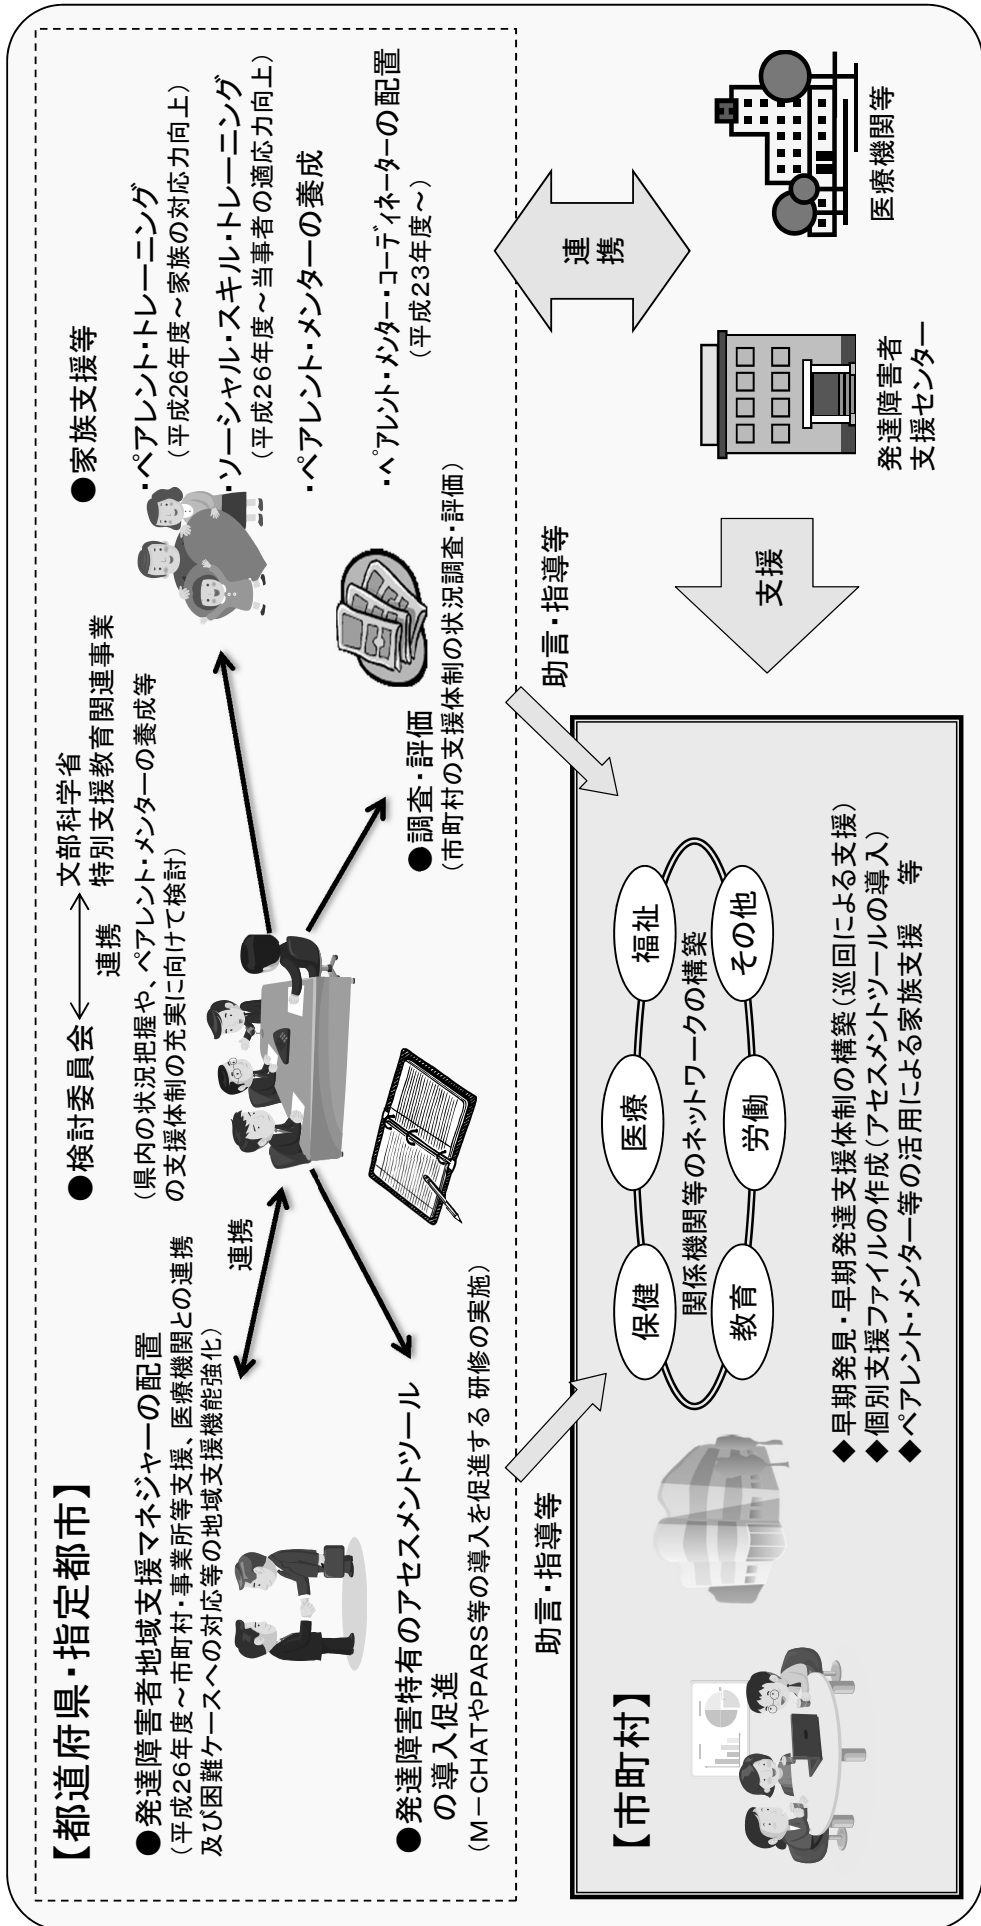 【都道府県・指定都市】
●発達障害者地域支援マネジャーの配置
(平成26年度～市町村・事業所等支援、医療機関との連携
及び困難ケースへの対応等の地域支援機能強化)
連携
●発達障害特有のアセスメントツール
の導入促進
(M－CHATやPARS等の導入を促進する 研修の実施)
●検討委員会
連携
文部科学省
特別支援教育関連事業
(県内の状況把握や、ペアレント・メンターの養成等
の支援体制の充実に向けて検討)
●調査・評価
(市町村の支援体制の状況調査・評価)
●家族支援等
・ペアレント・トレーニング
(平成26年度～家族の対応力向上)
・ソーシャル・スキル・トレーニング
(平成26年度～当事者の適応力向上)
・ペアレント・メンターの養成
・ペアレント・メンター・コーディネーターの配置
(平成23年度～)
助言・指導等
助言・指導等
連携
【市町村】
保健
医療
福祉
関係機関等のネットワークの構築
教育
労働
その他
◆早期発見・早期発達支援体制の構築(巡回による支援)
◆個別支援ファイルの作成(アセスメントツールの導入)
◆ペアレント・メンター等の活用による家族支援　等
支援
発達障害者
支援センター
H
医療機関等